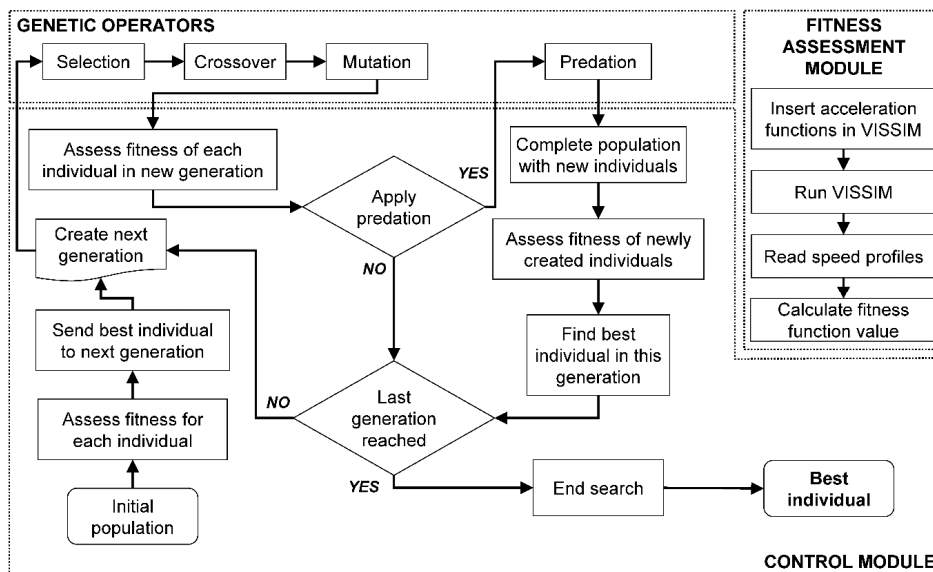 GENETIC OPERATORS
Selection
Crossover
Mutation
Predation
FITNESS
ASSESSMENT
MODULE
Insert acceleration
functions in VISSIM
Run VISSIM
Read speed profiles
Calculate fitness
function value
Assess fitness of each
individual in new generation
Apply
predation
YES
NO
Complete population
with new individuals
Assess fitness of newly
created individuals
Find best
individual in this
generation
Create next
generation
Send best individual
to next generation
Assess fitness for
each individual
Initial
population
Last
generation
reached
NO
YES
End search
Best
individual
CONTROL MODULE